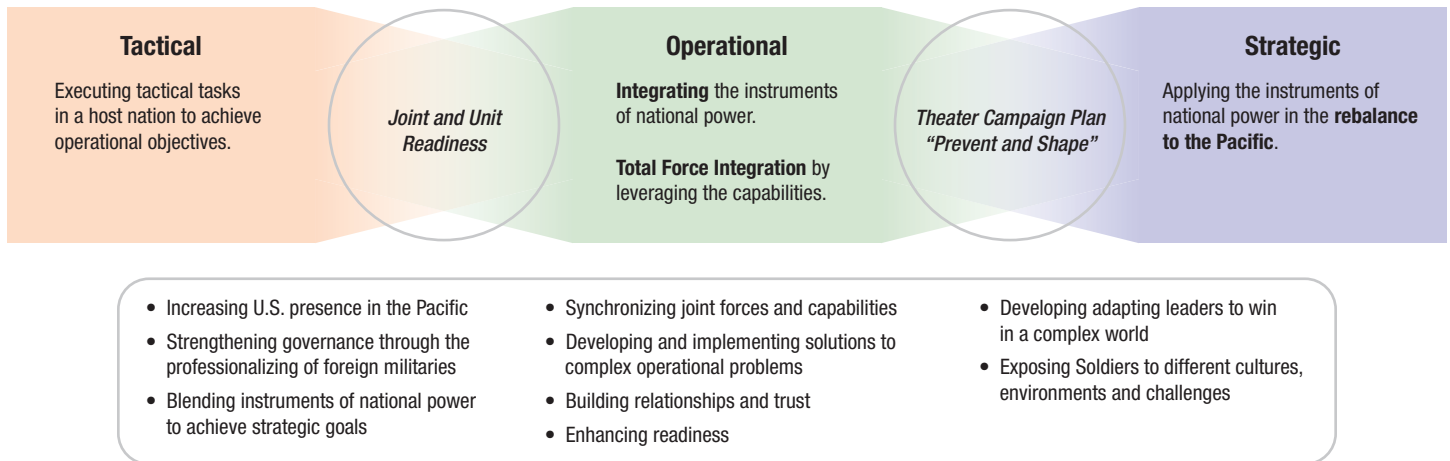 Tactical
Executing tactical tasks
in a host nation to achieve
operational objectives.
Joint and Unit
Readiness
Operational
Integrating the instruments
of national power.
Total Force Integration by
leveraging the capabilities.
Theater Campaign Plan
“Prevent and Shape”
Strategic
Applying the instruments of
national power in the rebalance
to the Pacific.
• Increasing U.S. presence in the Pacific
• Strengthening governance through the
professionalizing of foreign militaries
• Blending instruments of national power
to achieve strategic goals
• Synchronizing joint forces and capabilities
• Developing and implementing solutions to
complex operational problems
• Building relationships and trust
• Enhancing readiness
• Developing adapting leaders to win
in a complex world
• Exposing Soldiers to different cultures,
environments and challenges